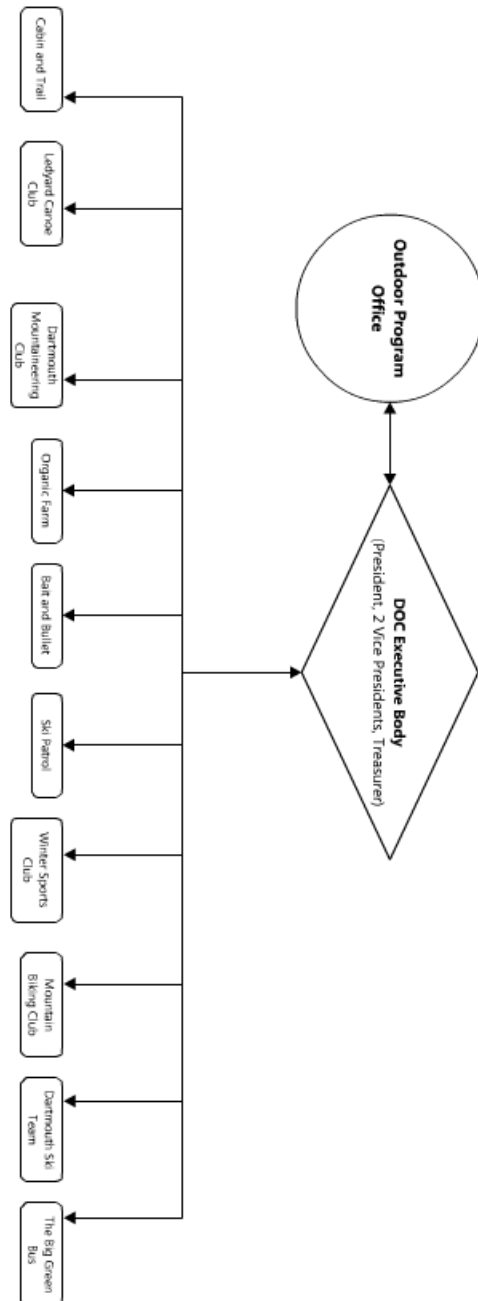 Outdoor Program
Office
DOC Executive Body
(President, 2 Vice Presidents, Treasurer)
Cabin and Trail
Ledyard Canoe
Club
Dartmouth
Mountaineering
Club
Organic Farm
Bait and Bullet
Ski Patrol
Winter Sports
Club
Mountain
Biking Club
Dartmouth Ski
Team
The Big Green
Bus